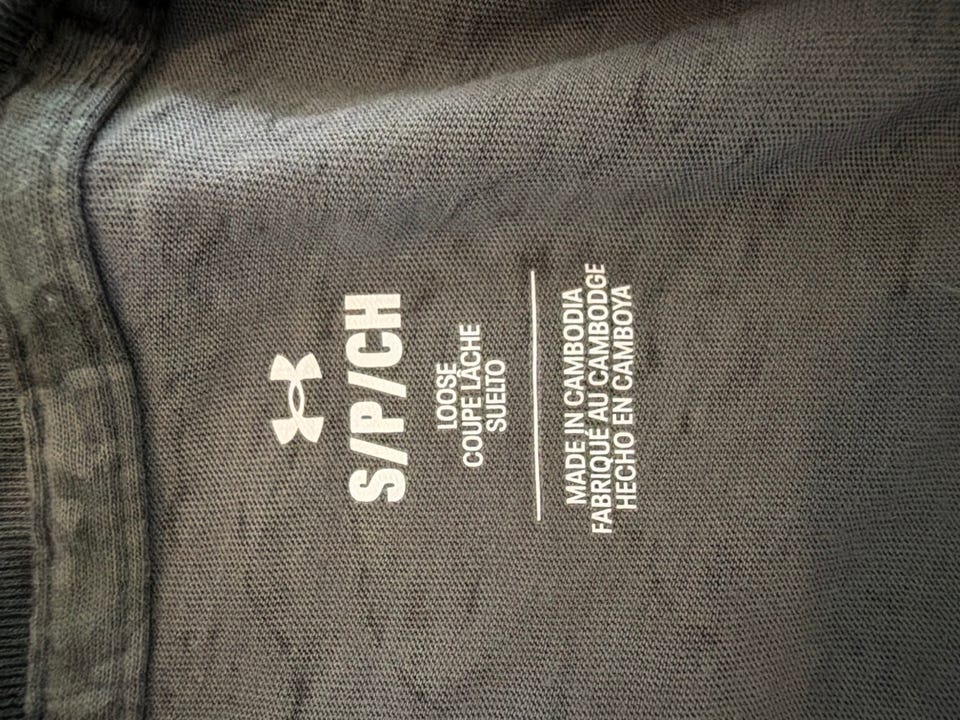 S/P/CH
LOOSE
COUPE LÂCHE
SUELTO
MADE IN CAMBODIA
FABRIQUÉ AU CAMBODGE
HECHO EN CAMBOYA